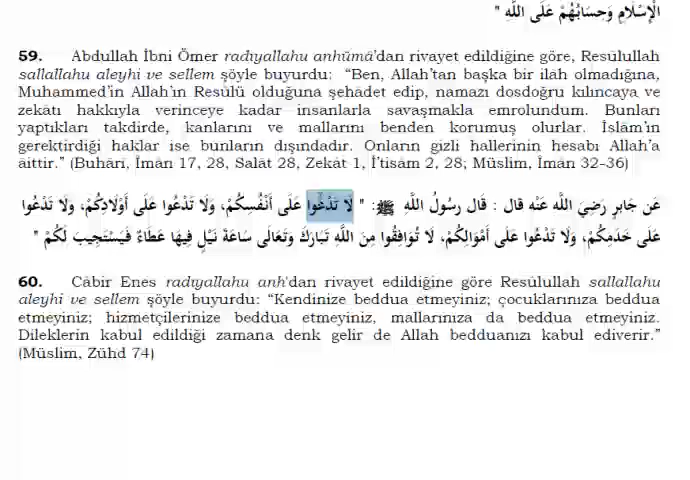 الْإِسْلَامِ وَحِسَابُهُمْ عَلَى اللَّهِ "
59. Abdullah İbni Ömer radıyallahu anhümâ'dan rivayet edildiğine göre, Resûlullah
sallallahu aleyhi ve sellem şöyle buyurdu: “Ben, Allah’tan başka bir ilâh olmadığına,
Muhammed’in Allah’ın Resûlü olduğuna şehâdet edip, namazı dosdoğru kılıncaya ve
zekâtı hakkıyla verinceye kadar insanlarla savaşmakla emrolundum. Bunları
yaptıkları takdirde, kanlarını ve mallarını benden korumuş olurlar. İslâm’ın
gerektirdiği haklar ise bunların dışındadır. Onların gizli hallerinin hesabı Allah’a
âittir.” (Buhârî, Îmân 17, 28, Salât 28, Zekât 1, İ’tisâm 2, 28; Müslim, Îmân 32-36)
عَن جَابِرٍ رَضِيَ اللَّه عَنْه قال : قَال رسُولُ اللَّه ﷺ: " لَا تَدْعُوا عَلَى أَنْفُسِكُمْ، وَلَا تَدْعُوا عَلَى أَوْلَادِكُمْ، وَلَا تَدْعُوا
عَلَى خَدَمِكُمْ، وَلَا تَدْعُوا عَلَى أَمْوَالِكُمْ، لَا تُوَافِقُوا مِنَ اللَّهِ تَبَارَكَ وَتَعَالَى سَاعَةَ نَيْلٍ فِيهَا عَطَاءٌ فَيَسْتَجِيبَ لَكُمْ "
60. Câbir Enes radıyallahu anh'dan rivayet edildiğine göre Resûlullah sallallahu
aleyhi ve sellem şöyle buyurdu: “Kendinize beddua etmeyiniz; çocuklarınıza beddua
etmeyiniz; hizmetçilerinize beddua etmeyiniz, mallarınıza da beddua etmeyiniz.
Dileklerin kabul edildiği zamana denk gelir de Allah bedduanızı kabul ediverir.”
(Müslim, Zühd 74)